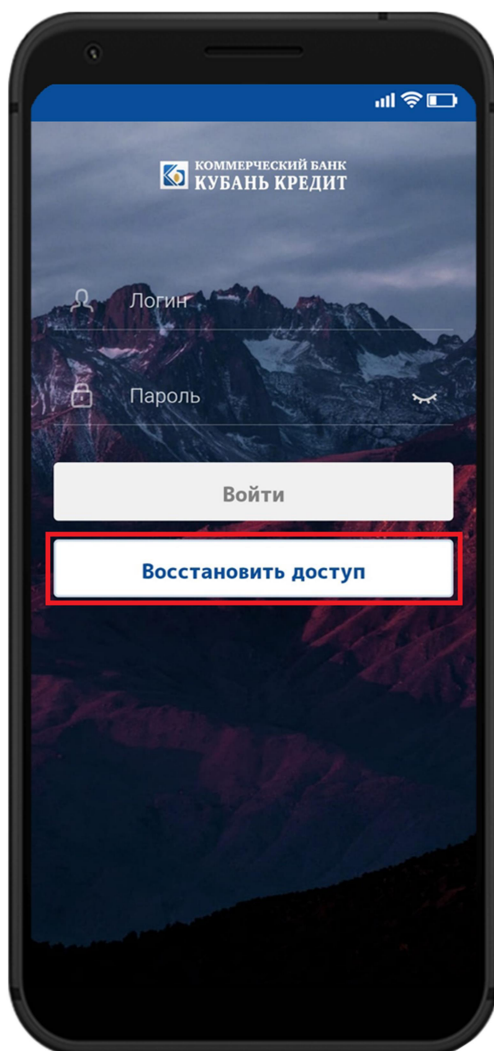 КОММЕРЧЕСКИЙ БАНК
КУБАНЬ КРЕДИТ
Логин
Пароль
Войти
Восстановить доступ